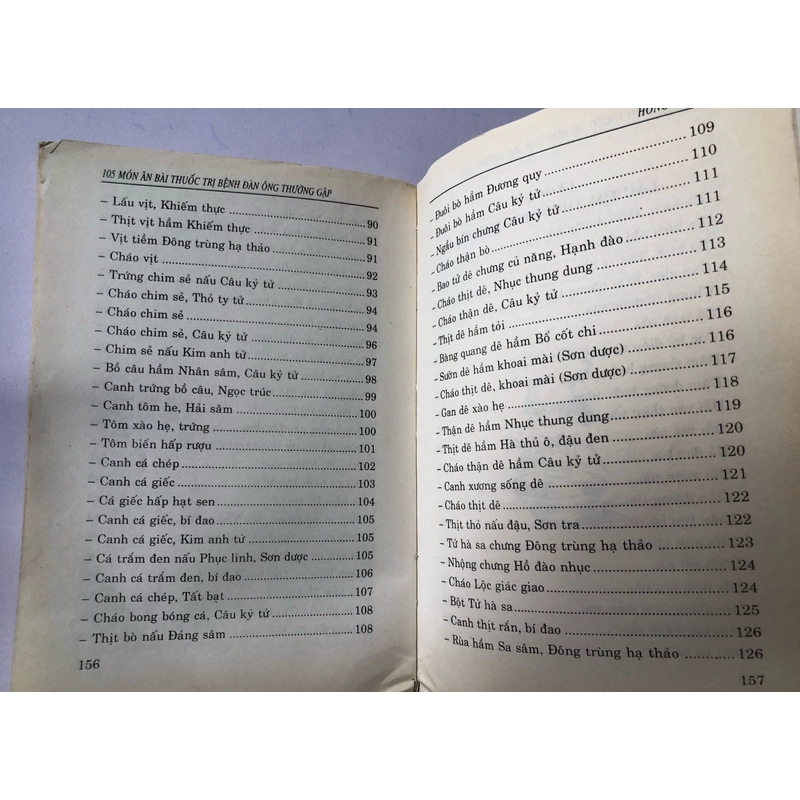 105 MÓN ĂN BÀI THUỐC TRỊ BỆNH ĐÀN ÔNG THƯỜNG GẶP
– Lẩu vịt, Khiếm thực ........ 90
– Thịt vịt hầm Khiếm thực ........ 91
– Vịt tiềm Đông trùng hạ thảo ........ 91
– Cháo vịt ........ 92
– Trứng chim sẻ nấu Câu kỷ tử ........ 93
– Cháo chim sẻ, Thỏ ty tử ........ 94
– Cháo chim sẻ ........ 94
– Cháo chim sẻ, Câu kỷ tử ........ 96
– Chim sẻ nấu Kim anh tử ........ 97
– Bồ câu hầm Nhân sâm, Câu kỷ tử ........ 98
– Canh trứng bồ câu, Ngọc trúc ........ 99
– Canh tôm he, Hải sâm ........ 100
– Tôm xào hẹ, trứng ........ 100
– Tôm biển hấp rượu ........ 101
– Canh cá chép ........ 102
– Canh cá giếc ........ 103
– Cá giếc hấp hạt sen ........ 104
– Canh cá giếc, bí đao ........ 105
– Canh cá giếc, Kim anh tử ........ 105
– Cá trắm đen nấu Phục linh, Sơn dược ........ 105
– Canh cá trắm đen, bí đao ........ 106
– Canh cá chép, Tất bạt ........ 107
– Cháo bong bóng cá, Câu kỷ tử ........ 108
– Thịt bò nấu Đảng sâm ........ 108
156
– Đuôi bò hầm Đương quy ........ 109
– Đuôi bò hầm Câu kỷ tử ........ 110
– Ngầu bín chưng Câu kỷ tử ........ 111
– Cháo thận bò ........ 111
– Bao tử dê chưng củ năng, Hạnh đào ........ 112
– Cháo thịt dê, Nhục thung dung ........ 113
– Cháo thận dê, Câu kỷ tử ........ 114
– Thịt dê hầm tỏi ........ 115
– Bàng quang dê hầm Bổ cốt chi ........ 116
– Sườn dê hầm khoai mài (Sơn dược) ........ 116
– Cháo thịt dê, khoai mài (Sơn dược) ........ 117
– Gan dê xào hẹ ........ 118
– Thận dê hầm Nhục thung dung ........ 119
– Thịt dê hầm Hà thủ ô, đậu đen ........ 120
– Cháo thận dê hầm Câu kỷ tử ........ 120
– Canh xương sống dê ........ 121
– Cháo thịt dê ........ 122
– Thịt thỏ nấu đậu, Sơn tra ........ 122
– Tử hà sa chưng Đông trùng hạ thảo ........ 123
– Nhộng chưng Hồ đào nhục ........ 124
– Cháo Lộc giác giao ........ 124
– Bột Tử hà sa ........ 125
– Canh thịt rắn, bí đao ........ 126
– Rùa hầm Sa sâm, Đông trùng hạ thảo ........ 126
157